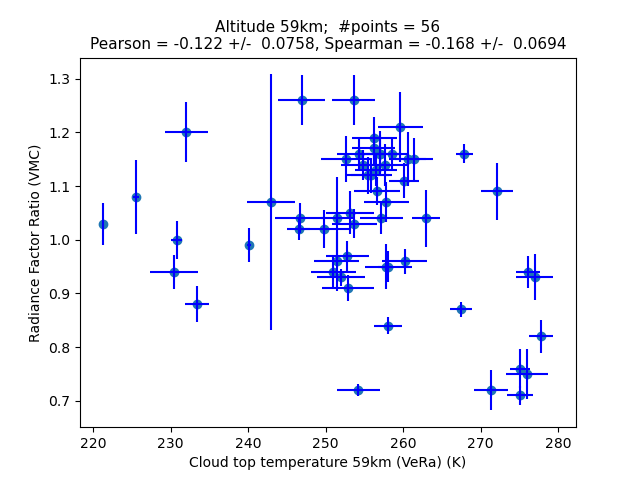 Altitude 59km;  #points = 56
Pearson = -0.122 +/-  0.0758, Spearman = -0.168 +/-  0.0694
Radiance Factor Ratio (VMC)
1.3
1.2
1.1
1.0
0.9
0.8
0.7
220 230 240 250 260 270 280
Cloud top temperature 59km (VeRa) (K)